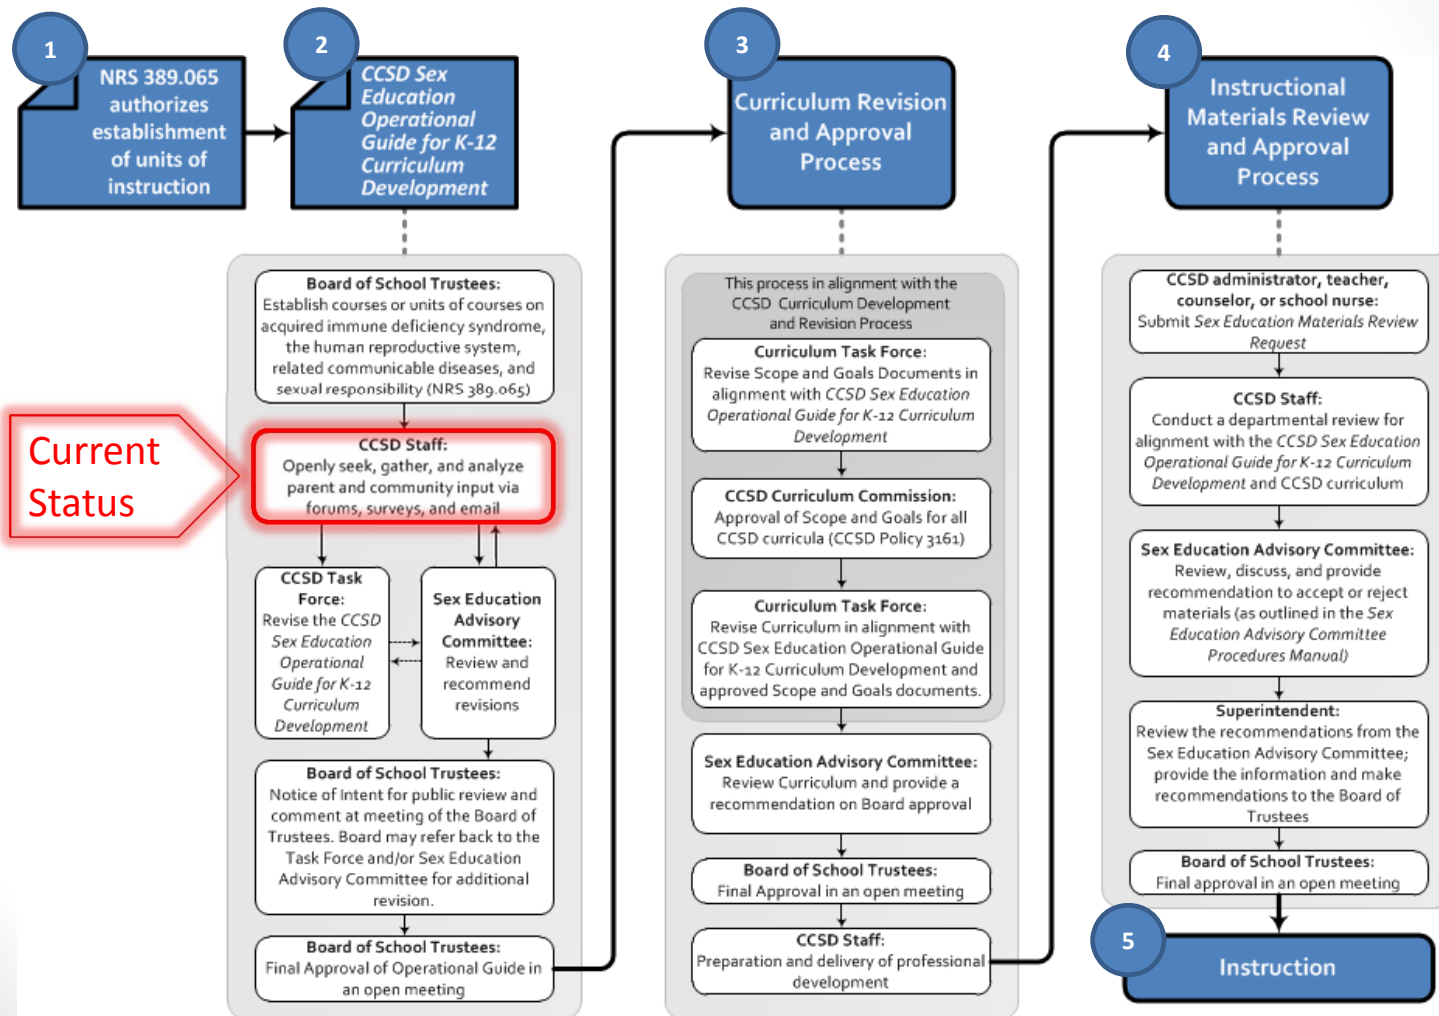 1
NRS 389.065
authorizes
establishment
of units of
instruction
2
CCSD Sex
Education
Operational
Guide for K-12
Curriculum
Development
Board of School Trustees:
Establish courses or units of courses on
acquired immune deficiency syndrome,
the human reproductive system,
related communicable diseases, and
sexual responsibility (NRS 389.065)
Current
Status
CCSD Staff:
Openly seek, gather, and analyze
parent and community input via
forums, surveys, and email
CCSD Task
Force:
Revise the CCSD
Sex Education
Operational
Guide for K-12
Curriculum
Development
Sex Education
Advisory
Committee:
Review and
recommend
revisions
Board of School Trustees:
Notice of Intent for public review and
comment at meeting of the Board of
Trustees. Board may refer back to the
Task Force and/or Sex Education
Advisory Committee for additional
revision.
Board of School Trustees:
Final Approval of Operational Guide in
an open meeting
3
Curriculum Revision
and Approval
Process
This process in alignment with the
CCSD Curriculum Development
and Revision Process
Curriculum Task Force:
Revise Scope and Goals Documents in
alignment with CCSD Sex Education
Operational Guide for K-12 Curriculum
Development
CCSD Curriculum Commission:
Approval of Scope and Goals for all
CCSD curricula (CCSD Policy 3161)
Curriculum Task Force:
Revise Curriculum in alignment with
CCSD Sex Education Operational Guide
for K-12 Curriculum Development and
approved Scope and Goals documents.
Sex Education Advisory Committee:
Review Curriculum and provide a
recommendation on Board approval
Board of School Trustees:
Final Approval in an open meeting
CCSD Staff:
Preparation and delivery of professional
development
4
Instructional
Materials Review
and Approval
Process
CCSD administrator, teacher,
counselor, or school nurse:
Submit Sex Education Materials Review
Request
CCSD Staff:
Conduct a departmental review for
alignment with the CCSD Sex Education
Operational Guide for K-12 Curriculum
Development and CCSD curriculum
Sex Education Advisory Committee:
Review, discuss, and provide
recommendation to accept or reject
materials (as outlined in the Sex
Education Advisory Committee
Procedures Manual)
Superintendent:
Review the recommendations from the
Sex Education Advisory Committee;
provide the information and make
recommendations to the Board of
Trustees
Board of School Trustees:
Final approval in an open meeting
5
Instruction